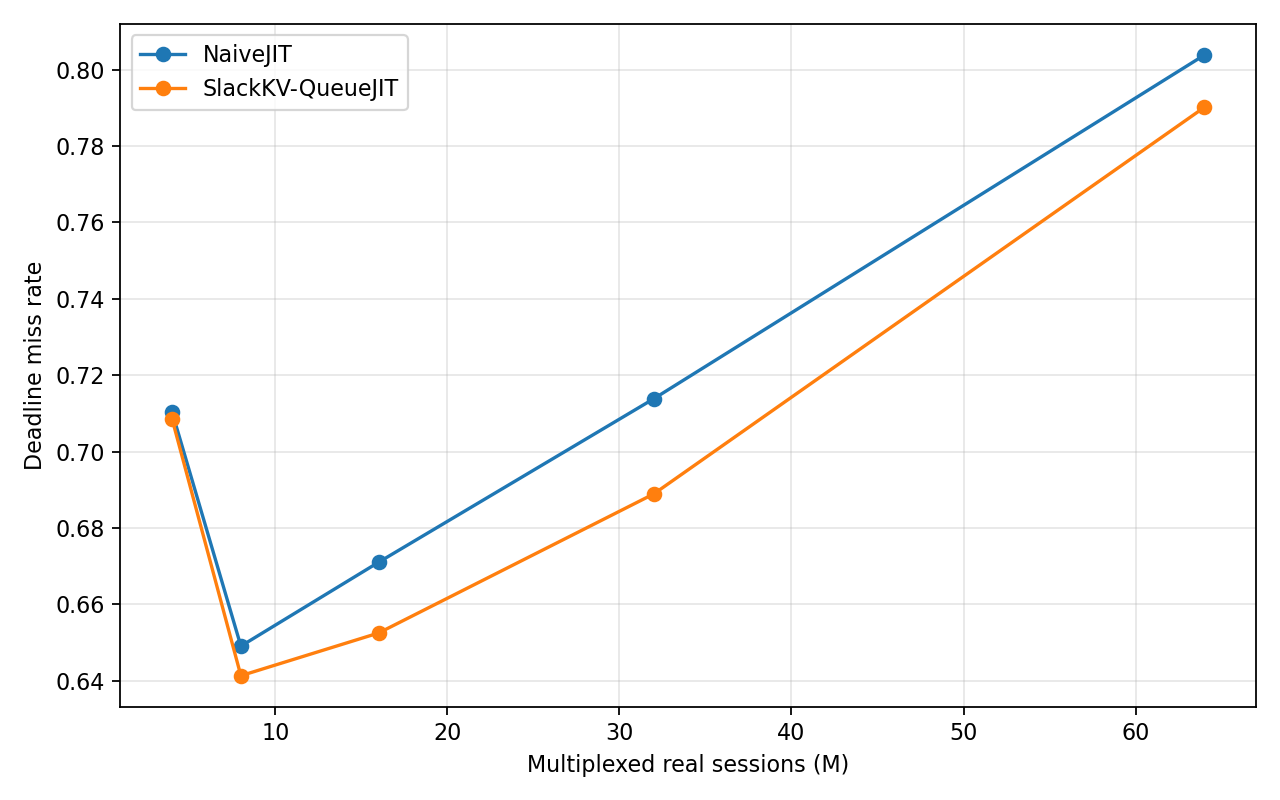 NaiveJIT
SlackKV-QueueJIT
Deadline miss rate
0.80
0.78
0.76
0.74
0.72
0.70
0.68
0.66
0.64
10 20 30 40 50 60
Multiplexed real sessions (M)